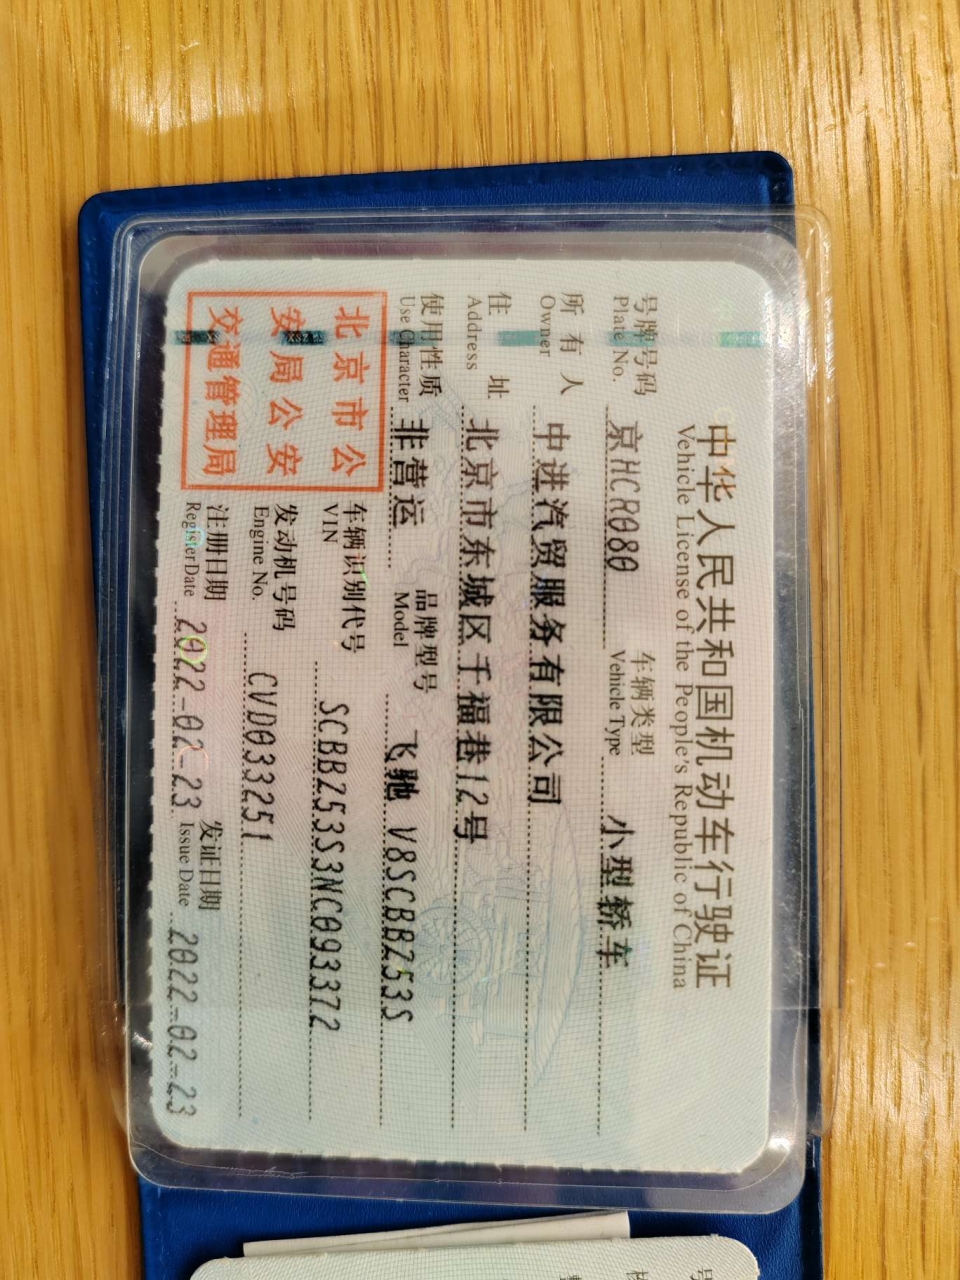 中华人民共和国机动车行驶证
Vehicle License of the People's Republic of China
号牌号码 京HCR080 车辆类型 小型轿车
Plate No. Vehicle Type
所有人 中进汽贸服务有限公司
Owner
住址 北京市东城区千福巷12号
Address
使用性质 非营运 品牌型号 飞驰 V8SCBBZ53S
Use Character Model
北京市公
安局公安
交通管理局
车辆识别代号 SCBBZ53S3NC093372
VIN
发动机号码 CVD033251
Engine No.
注册日期 2022-02-23 发证日期 2022-02-23
Register Date Issue Date
号